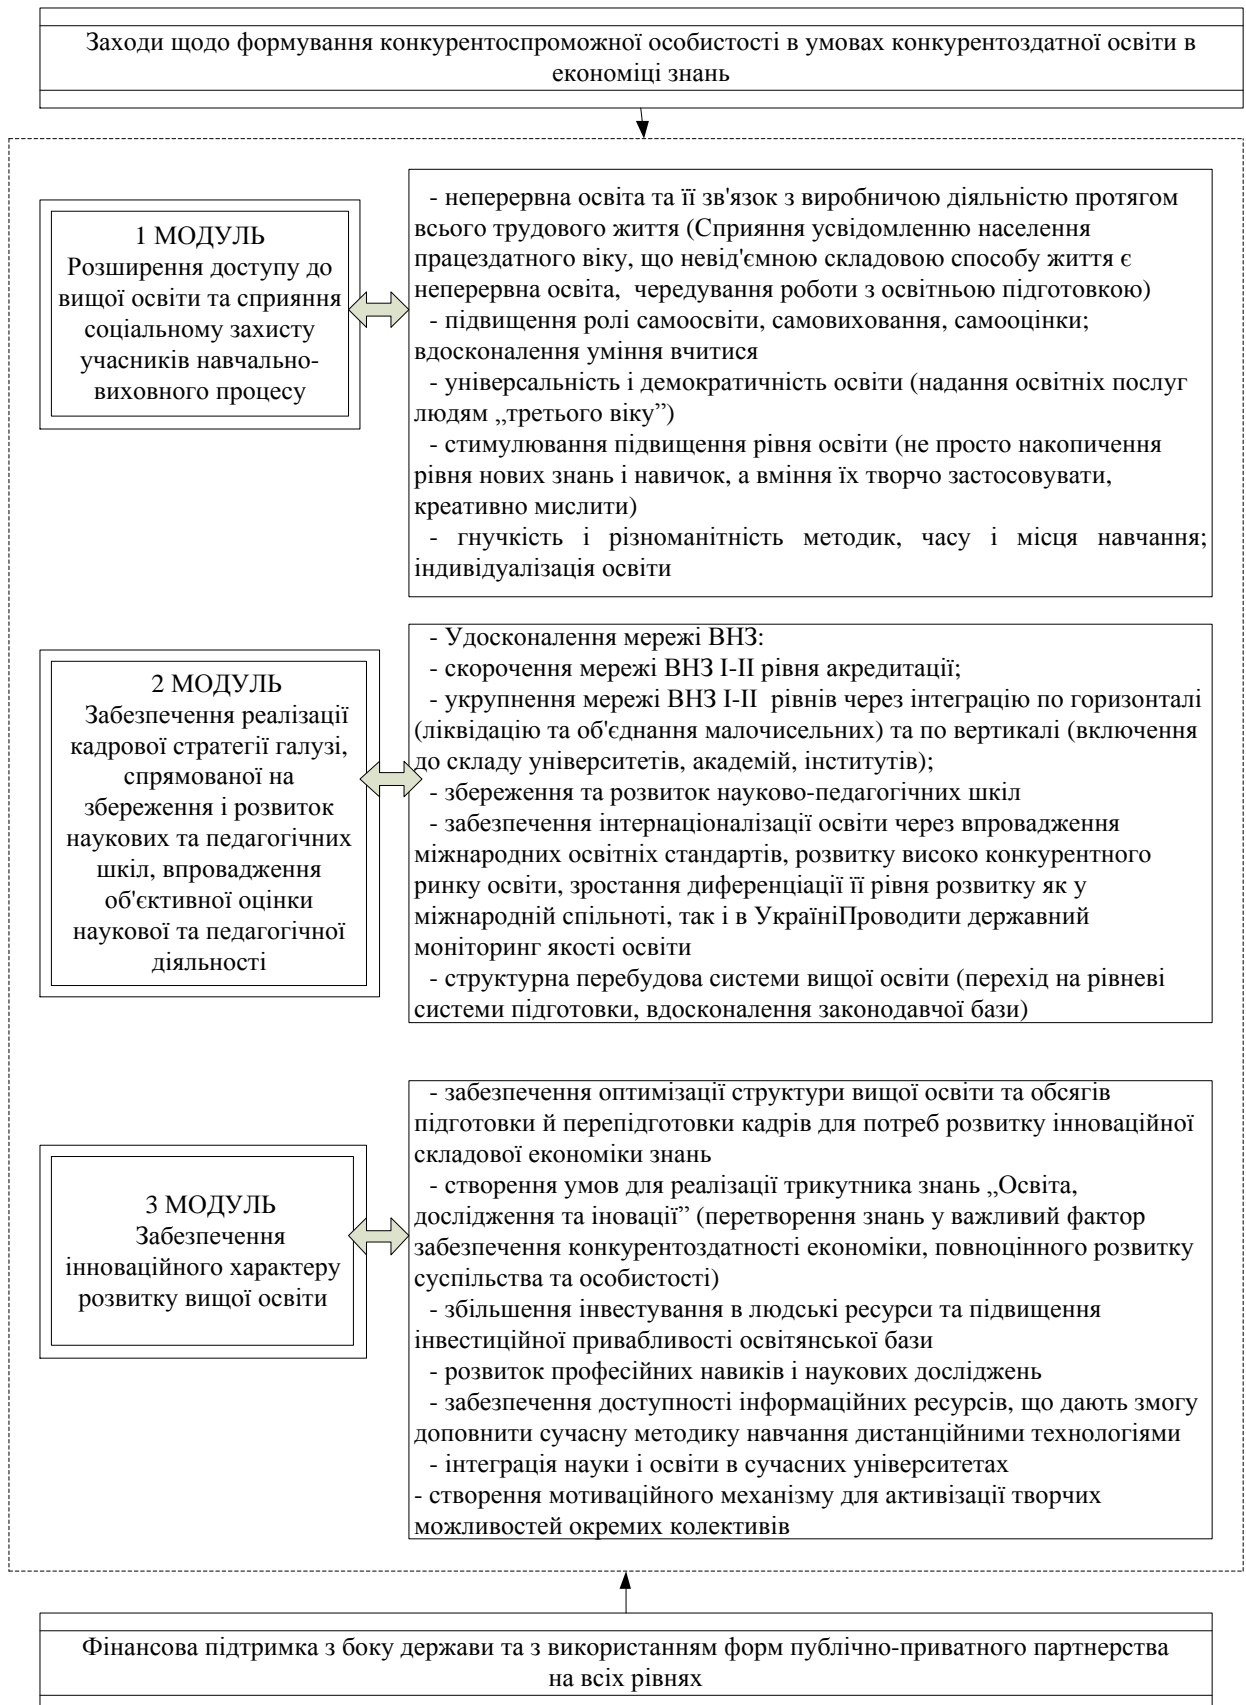 Заходи щодо формування конкурентоспроможної особистості в умовах конкурентоздатної освіти в
економіці знань
1 МОДУЛЬ
Розширення доступу до
вищої освіти та сприяння
соціальному захисту
учасників навчально-
виховного процесу
- неперервна освіта та її зв'язок з виробничою діяльністю протягом
всього трудового життя (Сприяння усвідомленню населення
працездатного віку, що невід'ємною складовою способу життя є
неперервна освіта, чередування роботи з освітньою підготовкою)
- підвищення ролі самоосвіти, самовиховання, самооцінки;
вдосконалення уміння вчитися
- універсальність і демократичність освіти (надання освітніх послуг
людям „третього віку”)
- стимулювання підвищення рівня освіти (не просто накопичення
рівня нових знань і навичок, а вміння їх творчо застосовувати,
креативно мислити)
- гнучкість і різноманітність методик, часу і місця навчання;
індивідуалізація освіти
2 МОДУЛЬ
Забезпечення реалізації
кадрової стратегії галузі,
спрямованої на
збереження і розвиток
наукових та педагогічних
шкіл, впровадження
об'єктивної оцінки
наукової та педагогічної
діяльності
- Удосконалення мережі ВНЗ:
- скорочення мережі ВНЗ І-ІІ рівня акредитації;
- укрупнення мережі ВНЗ І-ІІ рівнів через інтеграцію по горизонталі
(ліквідацію та об'єднання малочисельних) та по вертикалі (включення
до складу університетів, академій, інститутів);
- збереження та розвиток науково-педагогічних шкіл
- забезпечення інтернаціоналізації освіти через впровадження
міжнародних освітніх стандартів, розвитку високо конкурентного
ринку освіти, зростання диференціації її рівня розвитку як у
міжнародній спільноті, так і в УкраїніПроводити державний
моніторинг якості освіти
- структурна перебудова системи вищої освіти (перехід на рівневі
системи підготовки, вдосконалення законодавчої бази)
3 МОДУЛЬ
Забезпечення
інноваційного характеру
розвитку вищої освіти
- забезпечення оптимізації структури вищої освіти та обсягів
підготовки й перепідготовки кадрів для потреб розвитку інноваційної
складової економіки знань
- створення умов для реалізації трикутника знань „Освіта,
дослідження та іновації” (перетворення знань у важливий фактор
забезпечення конкурентоздатності економіки, повноцінного розвитку
суспільства та особистості)
- збільшення інвестування в людські ресурси та підвищення
інвестиційної привабливості освітянської бази
- розвиток професійних навиків і наукових досліджень
- забезпечення доступності інформаційних ресурсів, що дають змогу
доповнити сучасну методику навчання дистанційними технологіями
- інтеграція науки і освіти в сучасних університетах
- створення мотиваційного механізму для активізації творчих
можливостей окремих колективів
Фінансова підтримка з боку держави та з використанням форм публічно-приватного партнерства
на всіх рівнях